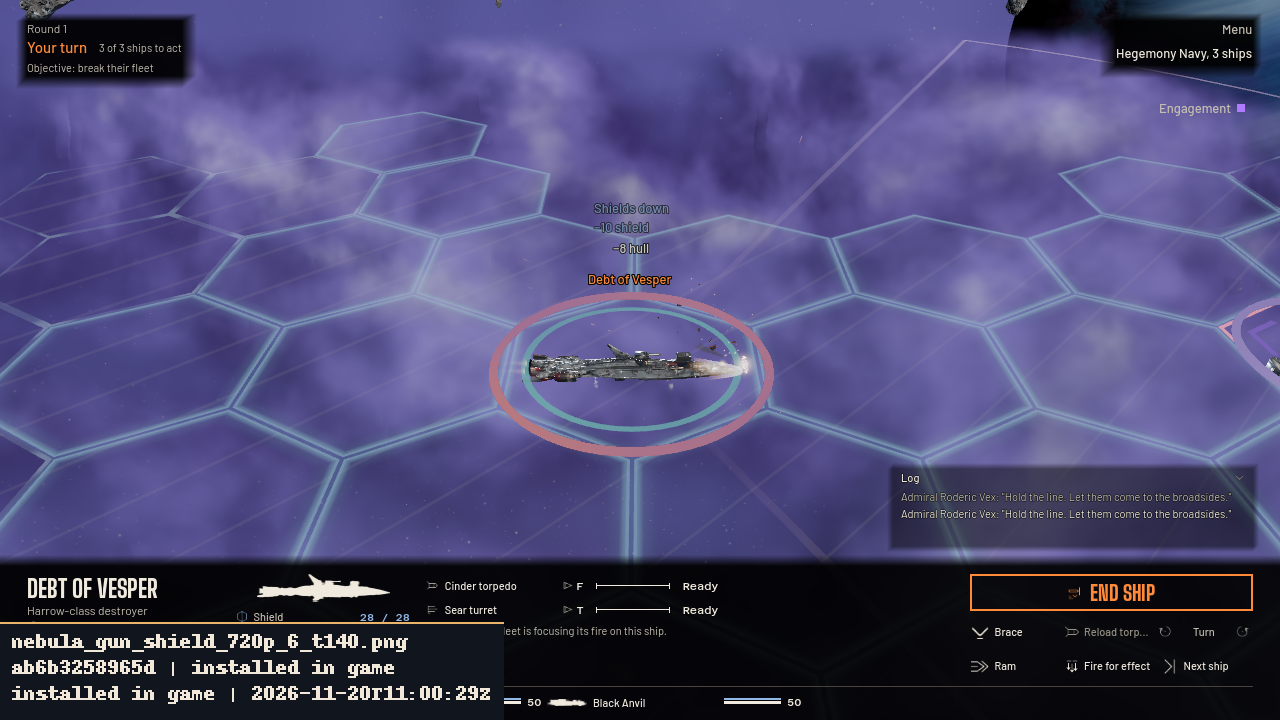 Round 1
Your turn 3 of 3 ships to act
Objective: break their fleet
Menu
Hegemony Navy, 3 ships
Engagement
Shields down
-10 shield
-8 hull
Debt of Vesper
Log
Admiral Roderic Vex: "Hold the line. Let them come to the broadsides."
Admiral Roderic Vex: "Hold the line. Let them come to the broadsides."
DEBT OF VESPER
Harrow-class destroyer
Shield 28 / 28
Cinder torpedo F Ready
Sear turret T Ready
fleet is focusing its fire on this ship.
END SHIP
Brace Reload torp... Turn
Ram Fire for effect Next ship
50 Black Anvil 50
nebula_gun_shield_720p_6_t140.png
ab6b3258965d | installed in game
installed in game | 2026-11-20T11:00:29Z